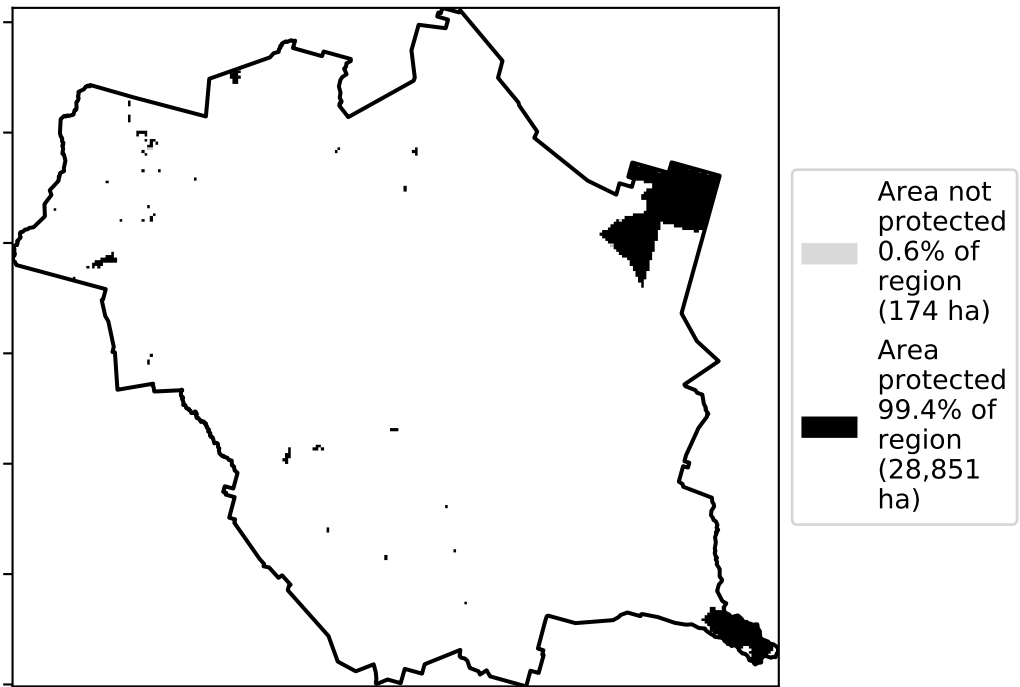 Area not
protected
0.6% of
region
(174 ha)
Area
protected
99.4% of
region
(28,851
ha)